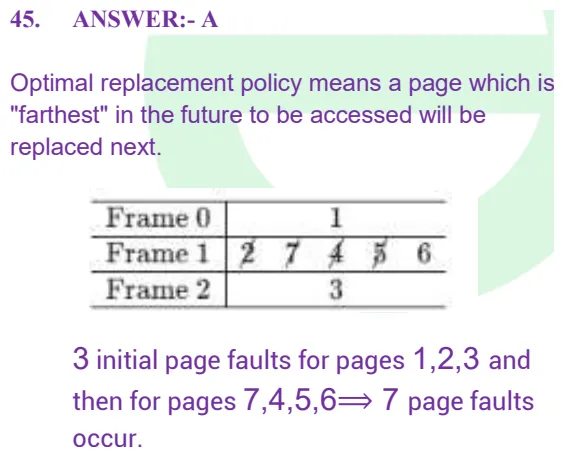 45. ANSWER:- A
Optimal replacement policy means a page which is
"farthest" in the future to be accessed will be
replaced next.
Frame 0 1
Frame 1 2 7 4 5 6
Frame 2 3
3 initial page faults for pages 1,2,3 and
then for pages 7,4,5,6⟹ 7 page faults
occur.